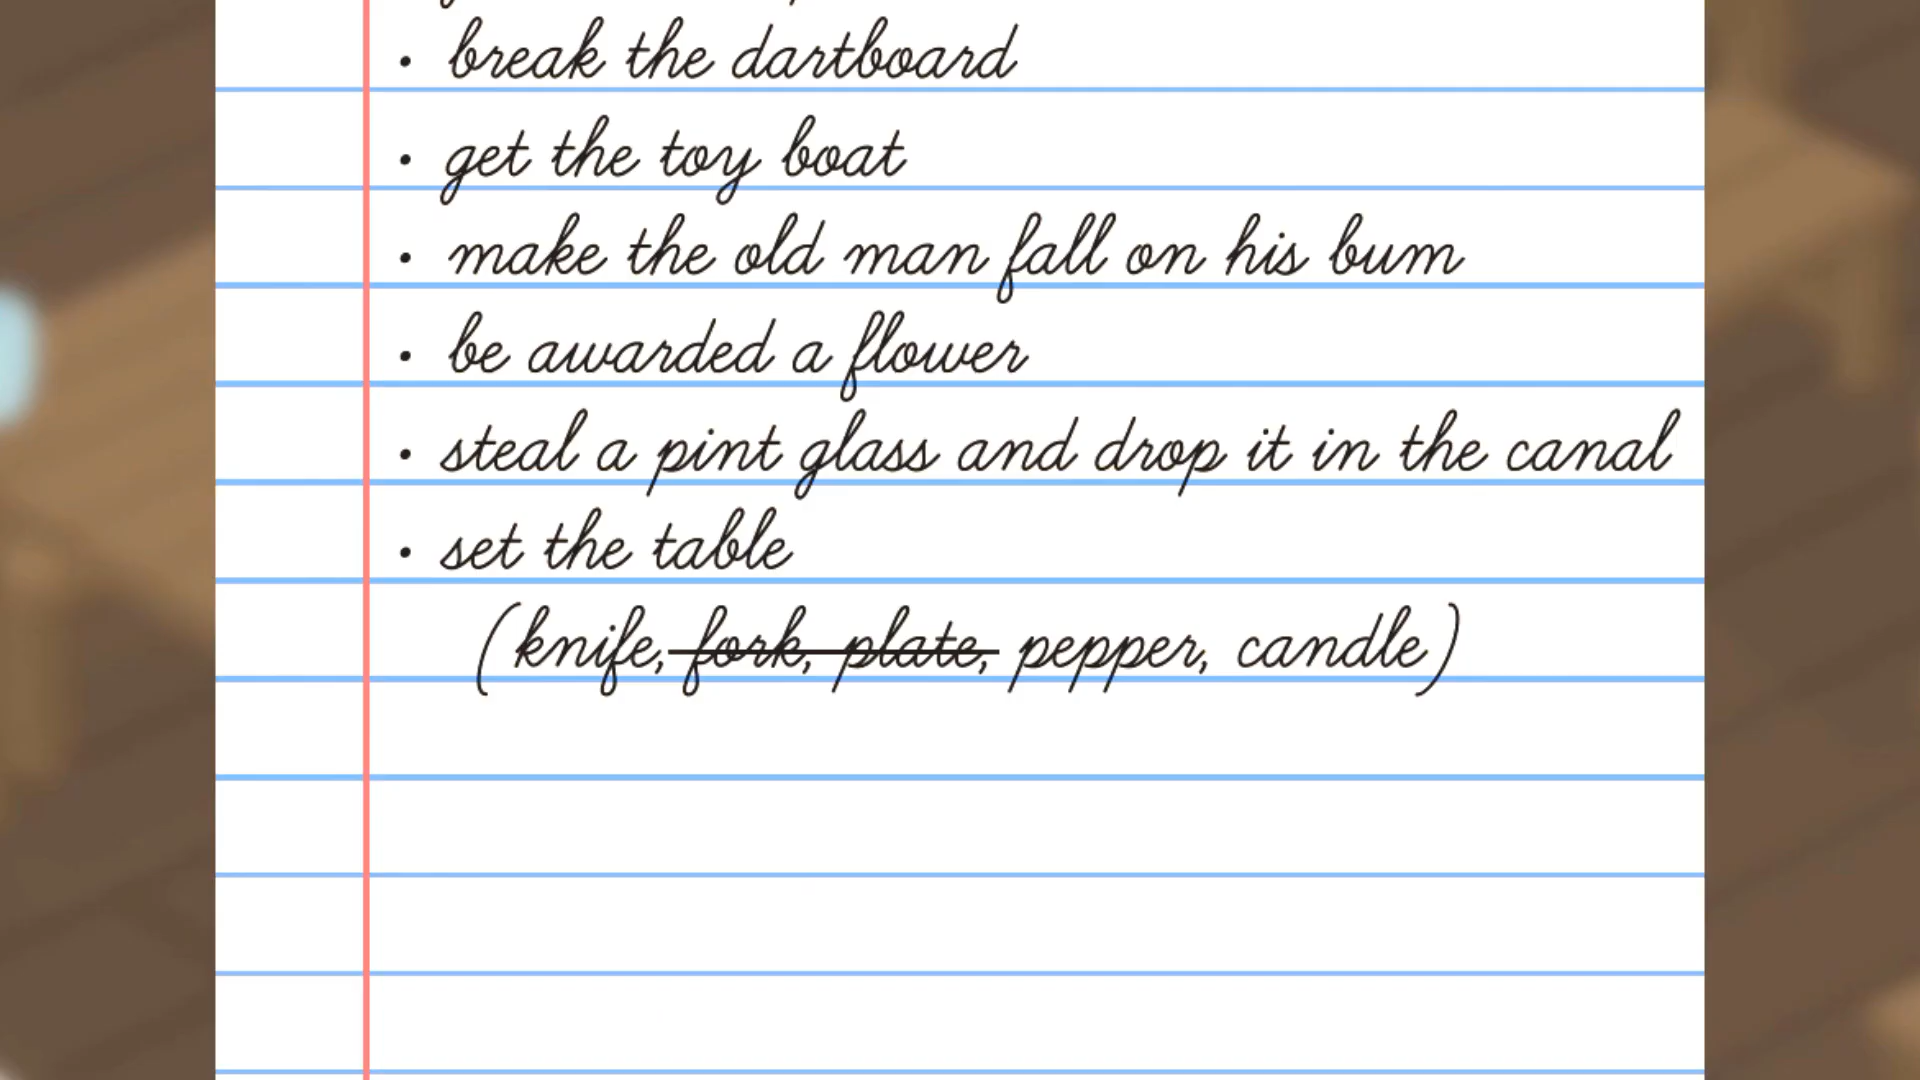 • break the dartboard
• get the toy boat
• make the old man fall on his bum
• be awarded a flower
• steal a pint glass and drop it in the canal
• set the table
(knife, fork, plate, pepper, candle)